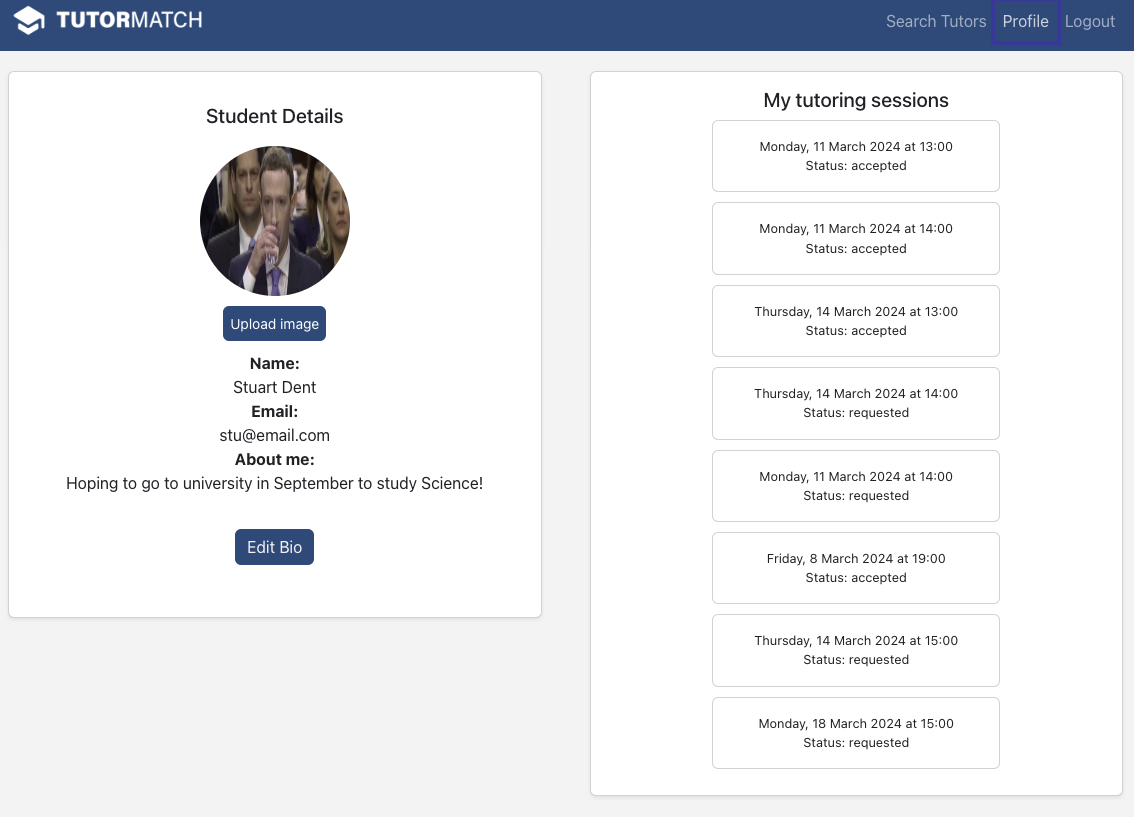 TUTORMATCH
Search Tutors Profile Logout
Student Details
Upload image
Name:
Stuart Dent
Email:
stu@email.com
About me:
Hoping to go to university in September to study Science!
Edit Bio
My tutoring sessions
Monday, 11 March 2024 at 13:00
Status: accepted
Monday, 11 March 2024 at 14:00
Status: accepted
Thursday, 14 March 2024 at 13:00
Status: accepted
Thursday, 14 March 2024 at 14:00
Status: requested
Monday, 11 March 2024 at 14:00
Status: requested
Friday, 8 March 2024 at 19:00
Status: accepted
Thursday, 14 March 2024 at 15:00
Status: requested
Monday, 18 March 2024 at 15:00
Status: requested